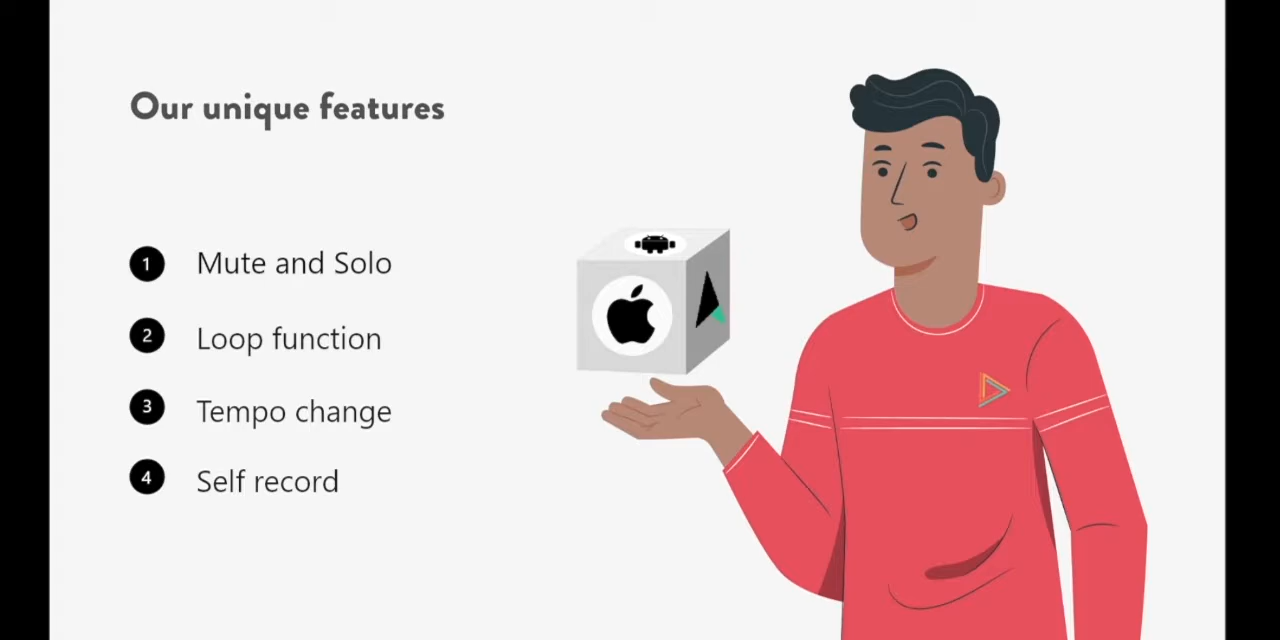 Our unique features
1 Mute and Solo
2 Loop function
3 Tempo change
4 Self record